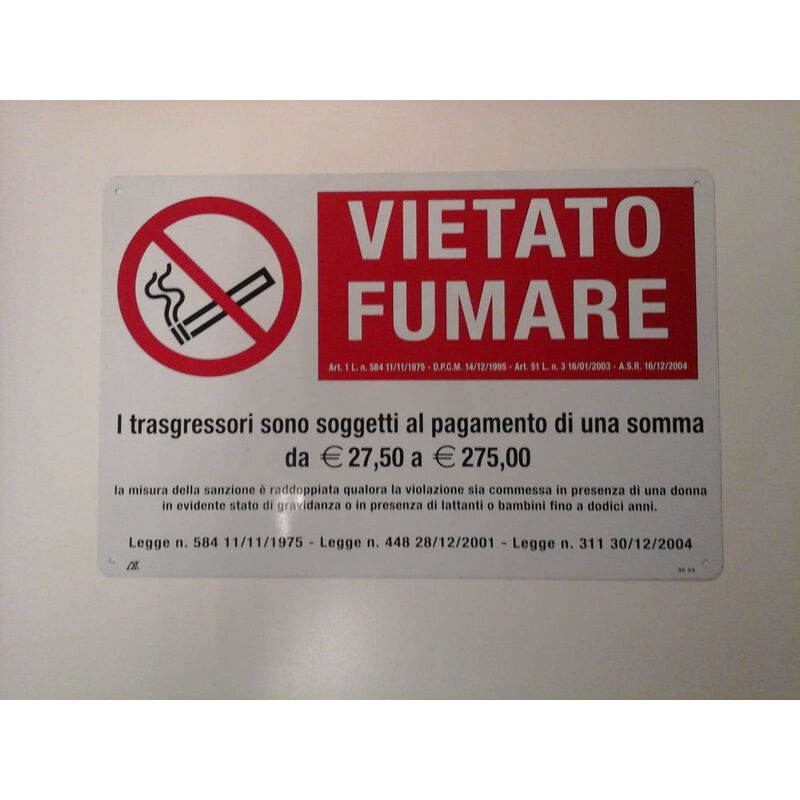 VIETATO
FUMARE
Art. 1 L. n. 584 11/11/1975 - D.P.C.M. 14/12/1995 - Art. 51 L. n. 3 16/01/2003 - A.S.R. 16/12/2004
I trasgressori sono soggetti al pagamento di una somma
da € 27,50 a € 275,00
la misura della sanzione è raddoppiata qualora la violazione sia commessa in presenza di una donna
in evidente stato di gravidanza o in presenza di lattanti o bambini fino a dodici anni.
Legge n. 584 11/11/1975 - Legge n. 448 28/12/2001 - Legge n. 311 30/12/2004